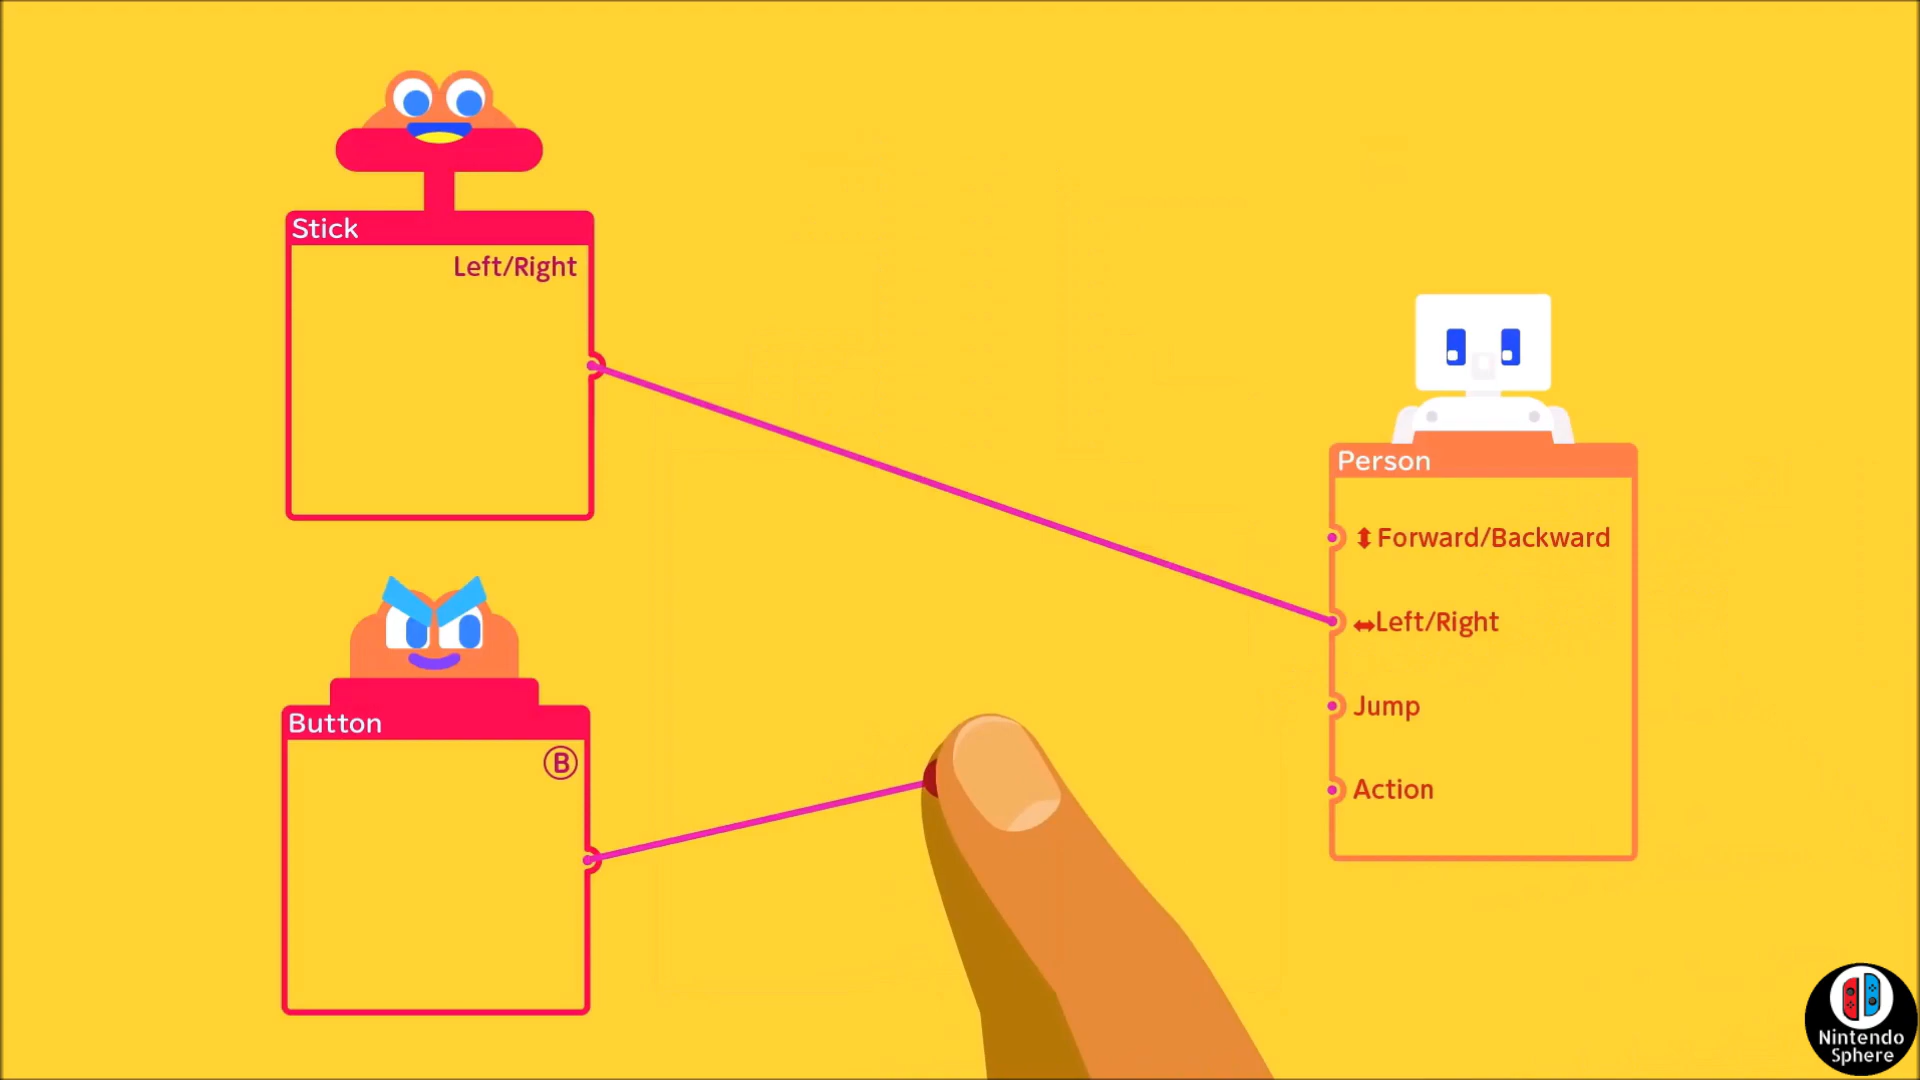 Stick
Left/Right
Button
Ⓑ
Person
Forward/Backward
Left/Right
Jump
Action
Nintendo
Sphere